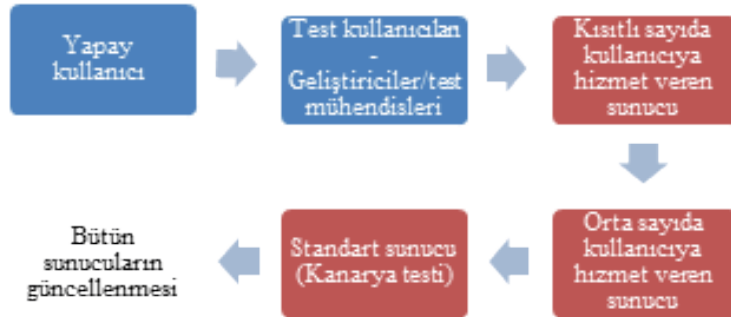 Yapay
kullanıcı
Test kullanıcıları
-
Geliştiriciler/test
mühendisleri
Kısıtlı sayıda
kullanıcıya
hizmet veren
sunucu
Orta sayıda
kullanıcıya
hizmet veren
sunucu
Standart sunucu
(Kanarya testi)
Bütün
sunucuların
güncellenmesi